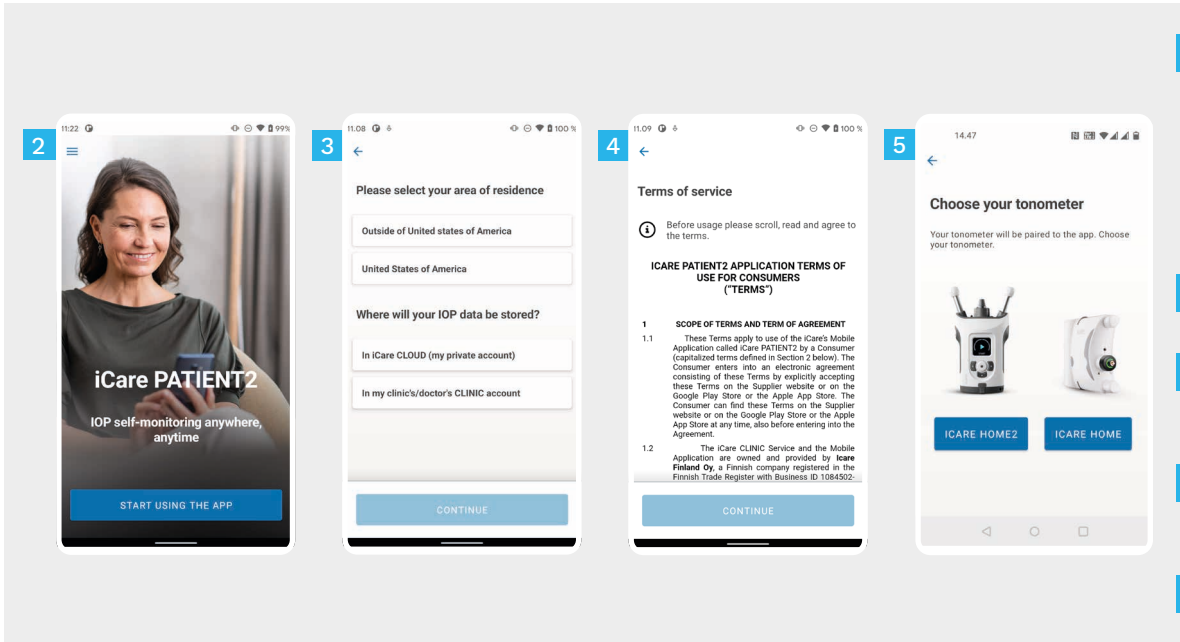 2
11:22
99%
iCare PATIENT2
IOP self-monitoring anywhere,
anytime
START USING THE APP
3
11.08
100 %
Please select your area of residence
Outside of United states of America
United States of America
Where will your IOP data be stored?
In iCare CLOUD (my private account)
In my clinic's/doctor's CLINIC account
CONTINUE
4
11.09
100 %
Terms of service
Before usage please scroll, read and agree to
the terms.
ICARE PATIENT2 APPLICATION TERMS OF
USE FOR CONSUMERS
("TERMS")
1 SCOPE OF TERMS AND TERM OF AGREEMENT
1.1 These Terms apply to use of the iCare's Mobile
Application called iCare PATIENT2 by a Consumer
(capitalized terms defined in Section 2 below). The
Consumer enters into an electronic agreement
consisting of these Terms by explicitly accepting
these Terms on the Supplier website or on the
Google Play Store or the Apple App Store. The
Consumer can find these Terms on the Supplier
website or on the Google Play Store or the Apple
App Store at any time, also before entering into the
Agreement.
1.2 The iCare CLINIC Service and the Mobile
Application are owned and provided by Icare
Finland Oy, a Finnish company registered in the
Finnish Trade Register with Business ID 1084502-
CONTINUE
5
14.47
Choose your tonometer
Your tonometer will be paired to the app. Choose
your tonometer.
ICARE HOME2
ICARE HOME